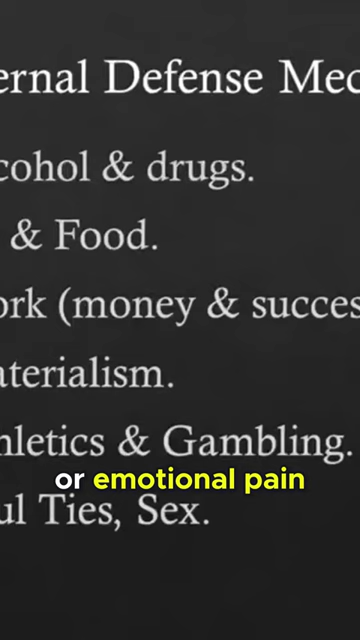 ernal Defense Mec
cohol & drugs.
& Food.
ork (money & succes
aterialism.
hletics & Gambling.
or emotional pain
ul Ties, Sex.